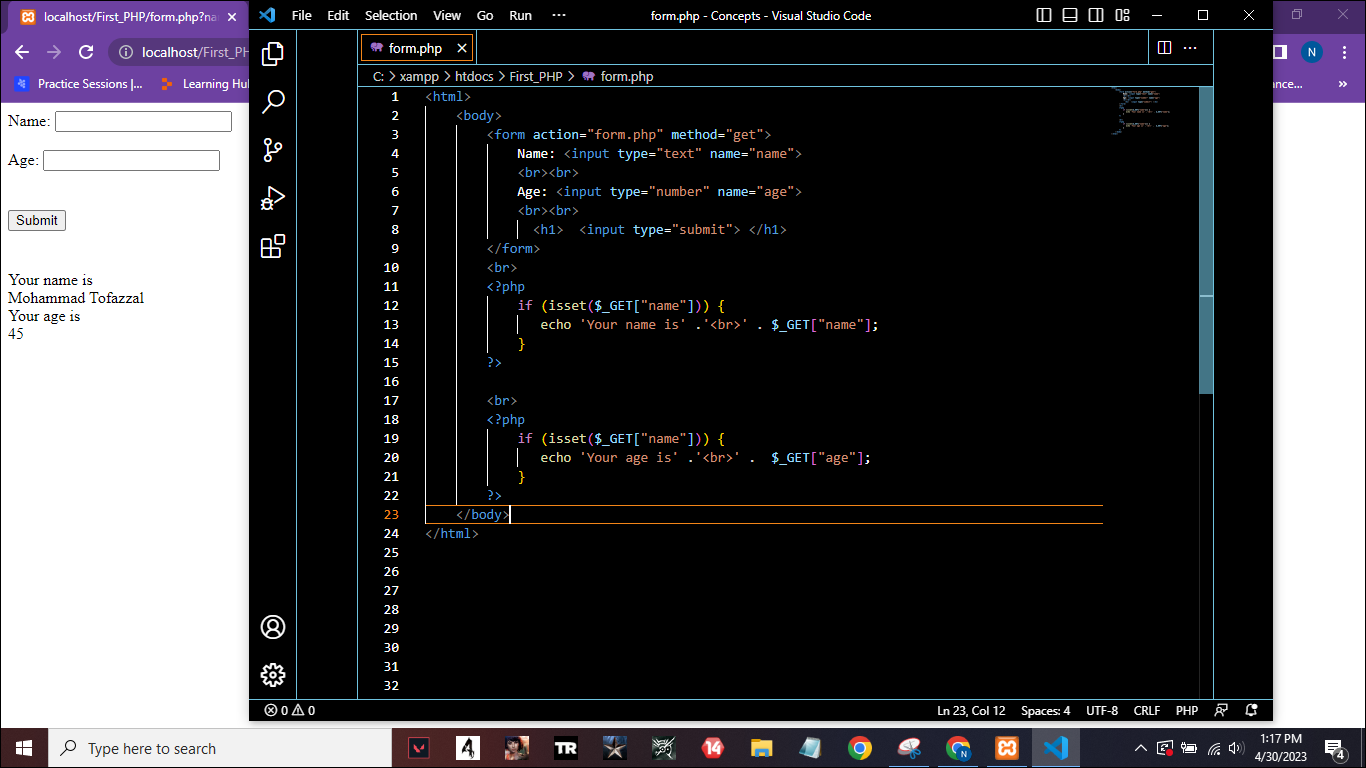 localhost/First_PHP/form.php?na
File Edit Selection View Go Run ··· form.php - Concepts - Visual Studio Code
localhost/First_PH
N
Practice Sessions |...
Learning Hu
nce...
»
Name:
Age:
Submit
Your name is
Mohammad Tofazzal
Your age is
45
form.php
C: > xampp > htdocs > First_PHP > form.php
1 <html>
2 <body>
3 <form action="form.php" method="get">
4 Name: <input type="text" name="name">
5 <br><br>
6 Age: <input type="number" name="age">
7 <br><br>
8 <h1> <input type="submit"> </h1>
9 </form>
10 <br>
11 <?php
12 if (isset($_GET["name"])) {
13 echo 'Your name is' .'<br>' . $_GET["name"];
14 }
15 ?>
16
17 <br>
18 <?php
19 if (isset($_GET["name"])) {
20 echo 'Your age is' .'<br>' .  $_GET["age"];
21 }
22 ?>
23 </body>
24 </html>
25
26
27
28
29
30
31
32
0 0
Ln 23, Col 12 Spaces: 4 UTF-8 CRLF PHP
Type here to search
4
TR
14
N
1:17 PM
4/30/2023
4